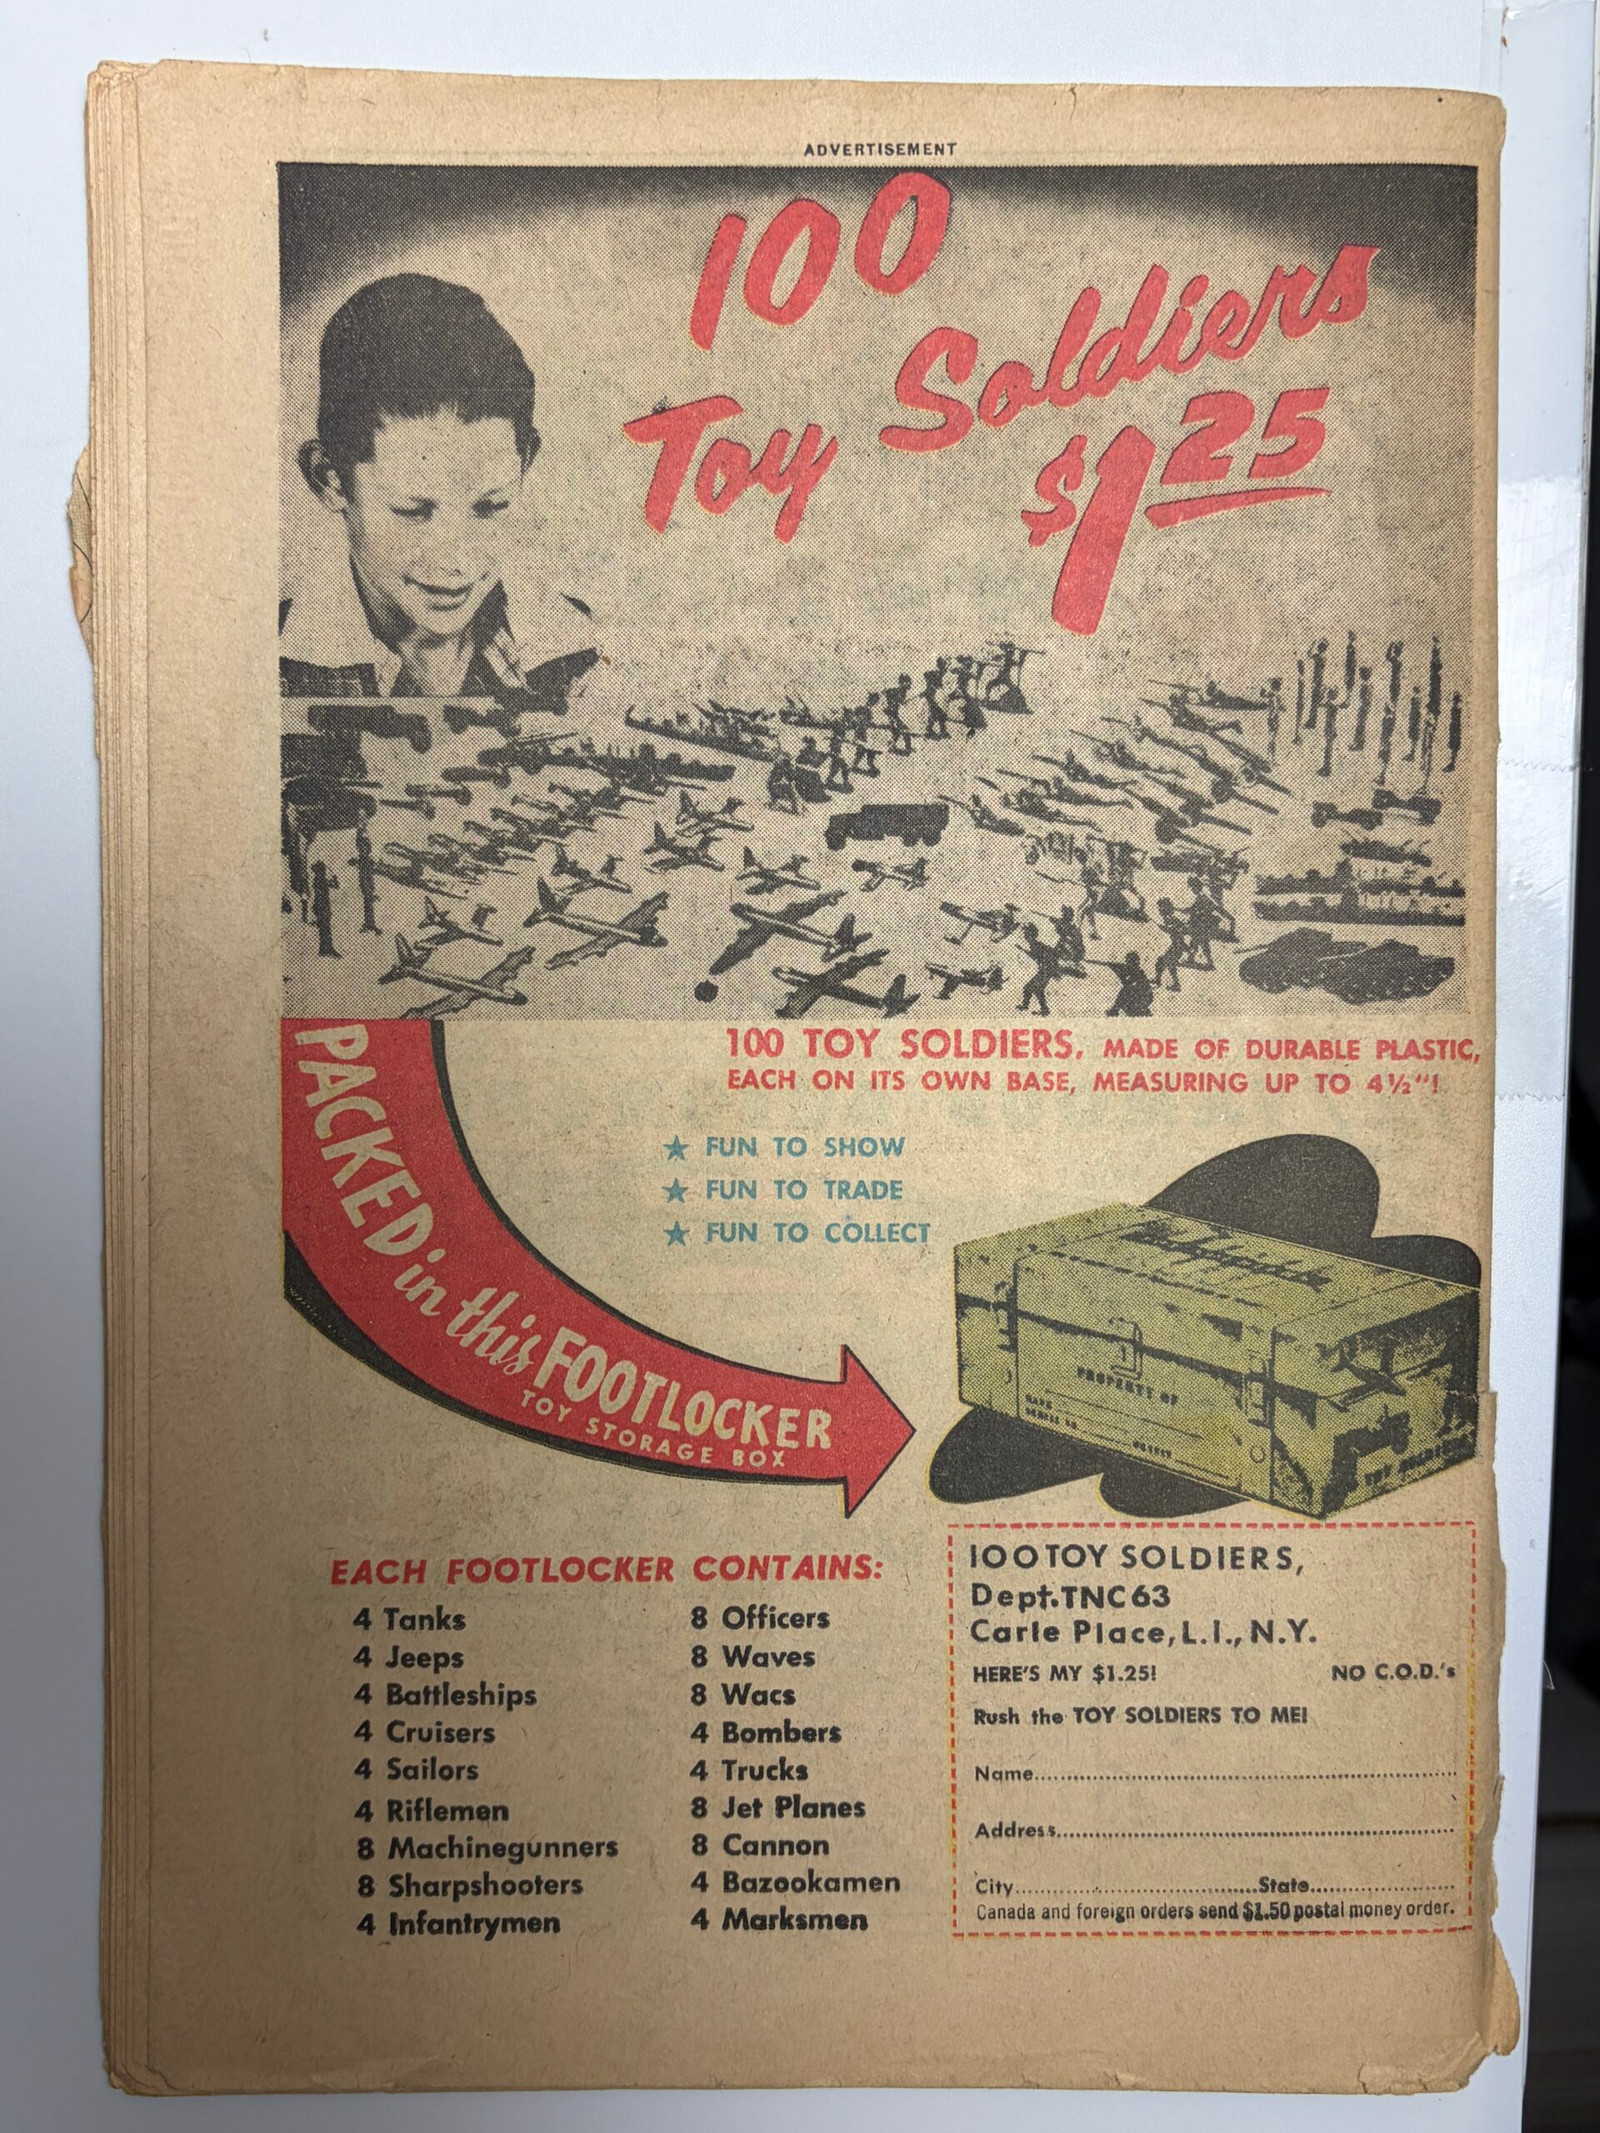 ADVERTISEMENT
100
Toy Soldiers
$1.25
100 TOY SOLDIERS, MADE OF DURABLE PLASTIC,
EACH ON ITS OWN BASE, MEASURING UP TO 4½"!
★ FUN TO SHOW
★ FUN TO TRADE
★ FUN TO COLLECT
PACKED in this FOOTLOCKER
TOY STORAGE BOX
PROPERTY OF
NAME
EACH FOOTLOCKER CONTAINS:
4 Tanks
4 Jeeps
4 Battleships
4 Cruisers
4 Sailors
4 Riflemen
8 Machinegunners
8 Sharpshooters
4 Infantrymen
8 Officers
8 Waves
8 Wacs
4 Bombers
4 Trucks
8 Jet Planes
8 Cannon
4 Bazookamen
4 Marksmen
100 TOY SOLDIERS,
Dept. TNC 63
Carle Place, L.I., N.Y.
HERE'S MY $1.25! NO C.O.D.'s
Rush the TOY SOLDIERS TO ME!
Name
Address
City State
Canada and foreign orders send $1.50 postal money order.